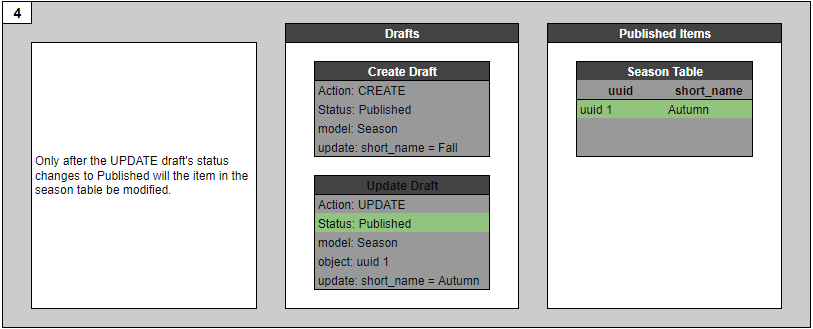 4
Only after the UPDATE draft's status
changes to Published will the item in the
season table be modified.
Drafts
Create Draft
Action: CREATE
Status: Published
model: Season
update: short_name = Fall
Update Draft
Action: UPDATE
Status: Published
model: Season
object: uuid 1
update: short_name = Autumn
Published Items
Season Table
uuid short_name
uuid 1 Autumn